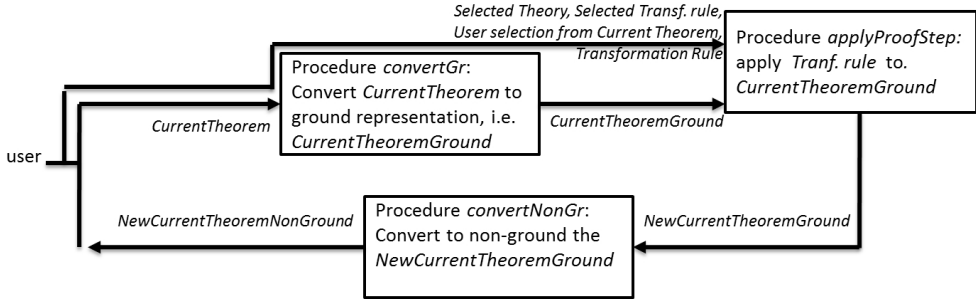 Selected Theory, Selected Transf. rule,
User selection from Current Theorem,
Transformation Rule
Procedure applyProofStep:
apply Tranf. rule to.
CurrentTheoremGround
Procedure convertGr:
Convert CurrentTheorem to
ground representation, i.e.
CurrentTheoremGround
CurrentTheorem
CurrentTheoremGround
user
NewCurrentTheoremNonGround
Procedure convertNonGr:
Convert to non-ground the
NewCurrentTheoremGround
NewCurrentTheoremGround